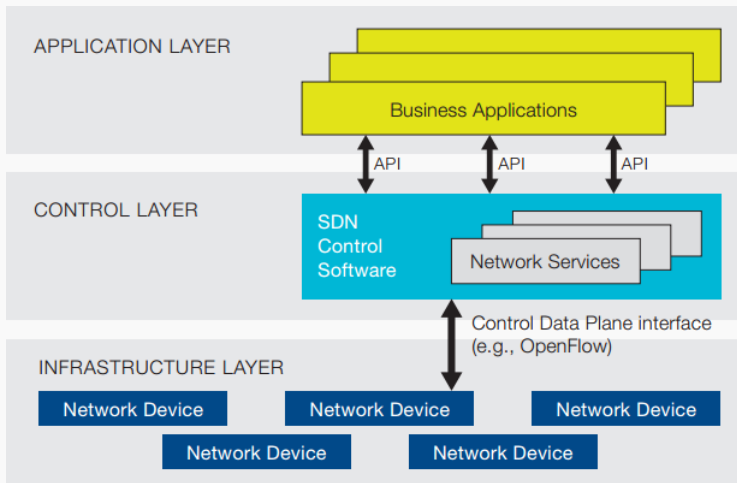 APPLICATION LAYER
Business Applications
API
API
API
CONTROL LAYER
SDN
Control
Software
Network Services
Control Data Plane interface
(e.g., OpenFlow)
INFRASTRUCTURE LAYER
Network Device
Network Device
Network Device
Network Device
Network Device